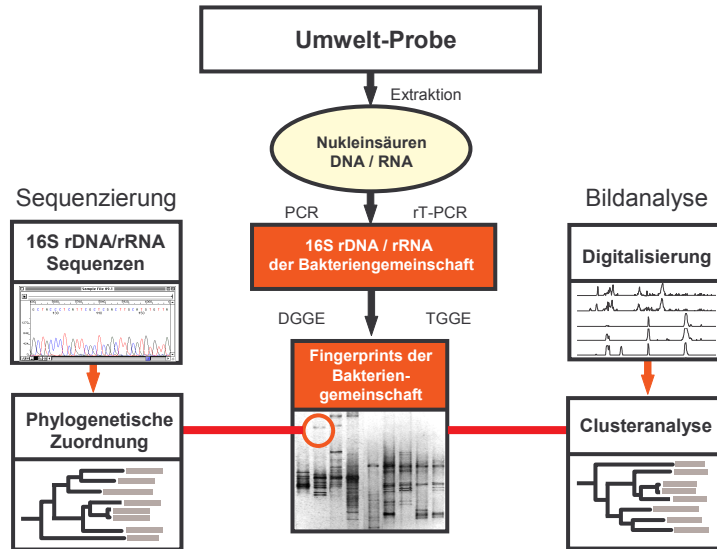 Umwelt-Probe
Extraktion
Nukleinsäuren
DNA / RNA
Sequenzierung
PCR
rT-PCR
Bildanalyse
16S rDNA/rRNA
Sequenzen
16S rDNA / rRNA
der Bakteriengemeinschaft
Digitalisierung
DGGE
TGGE
Fingerprints der
Bakterien-
gemeinschaft
Phylogenetische
Zuordnung
Clusteranalyse